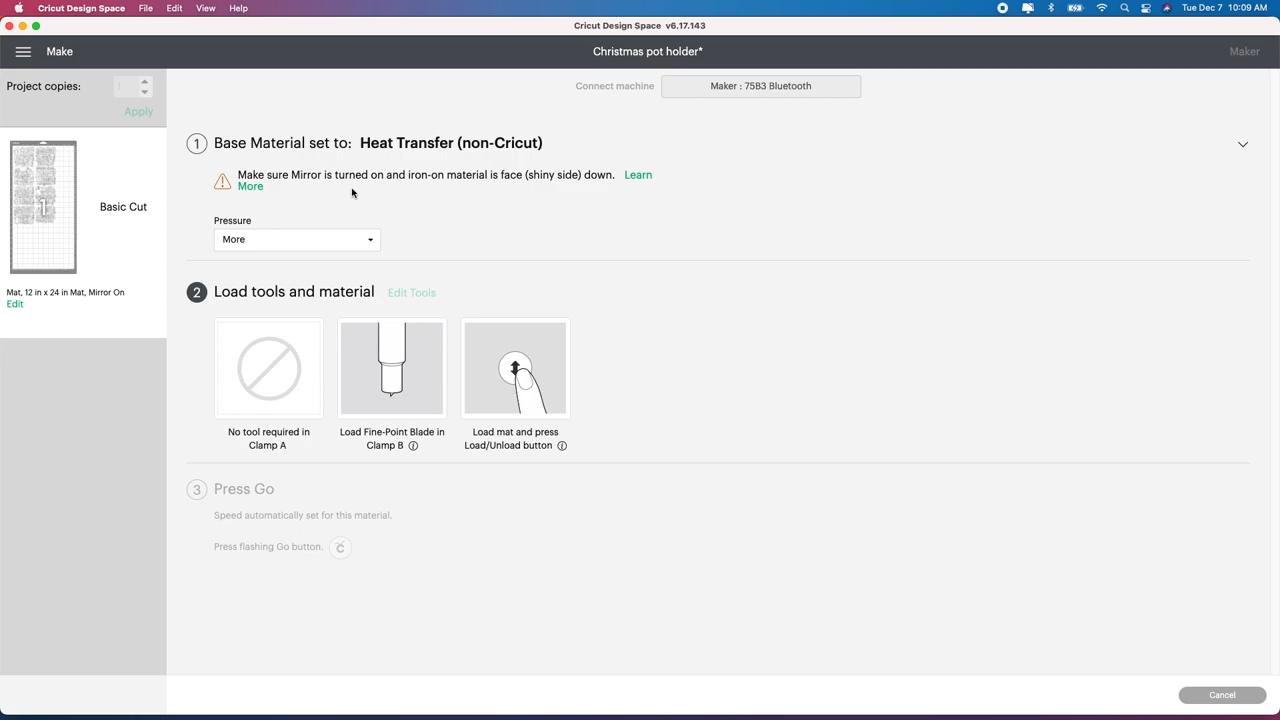 Cricut Design Space File Edit View Help Tue Dec 7 10:09 AM
Cricut Design Space v6.17.143
Make Christmas pot holder* Maker
Project copies: 1
Connect machine Maker : 75B3 Bluetooth
Apply
1 Base Material set to: Heat Transfer (non-Cricut)
Make sure Mirror is turned on and iron-on material is face (shiny side) down. Learn
More
1
Basic Cut
Pressure
More
Mat, 12 in x 24 in Mat, Mirror On
Edit
2 Load tools and material Edit Tools
No tool required in
Clamp A
Load Fine-Point Blade in
Clamp B
Load mat and press
Load/Unload button
3 Press Go
Speed automatically set for this material.
Press flashing Go button.
Cancel